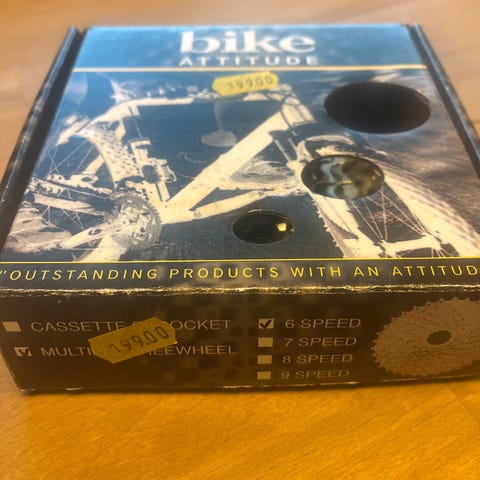 bike
ATTITUDE
199.00
"OUTSTANDING PRODUCTS WITH AN ATTITUD
CASSETTE
6 SPEED
199.00
7 SPEED
MULTI
8 SPEED
9 SPEED